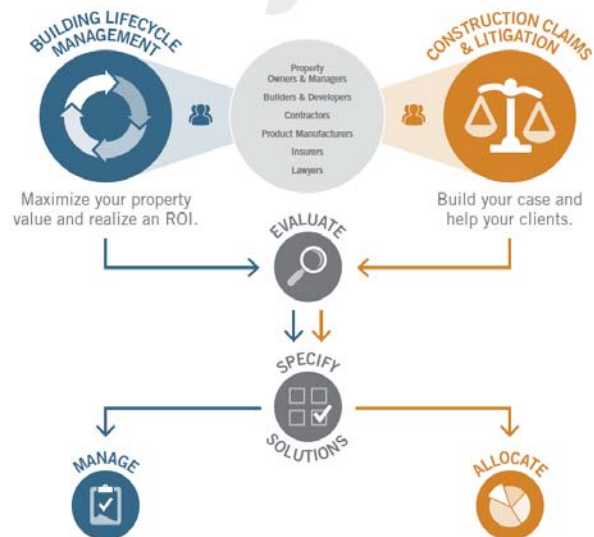 BUILDING LIFECYCLE
MANAGEMENT
CONSTRUCTION CLAIMS
& LITIGATION
Property
Owners & Managers
Builders & Developers
Contractors
Product Manufacturers
Insurers
Lawyers
Maximize your property
value and realize an ROI.
Build your case and
help your clients.
EVALUATE
SPECIFY
SOLUTIONS
MANAGE
ALLOCATE